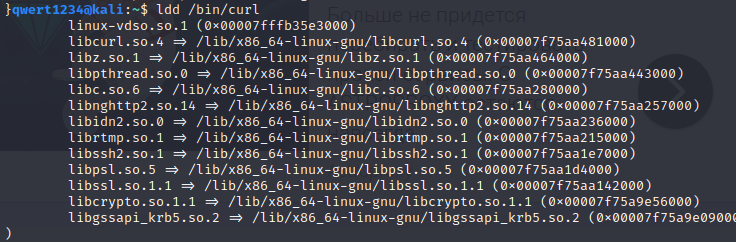 }qwert1234@kali:~$ ldd /bin/curl
linux-vdso.so.1 (0×00007fffb35e3000)
libcurl.so.4 ⇒ /lib/x86_64-linux-gnu/libcurl.so.4 (0×00007f75aa481000)
libz.so.1 ⇒ /lib/x86_64-linux-gnu/libz.so.1 (0×00007f75aa464000)
libpthread.so.0 ⇒ /lib/x86_64-linux-gnu/libpthread.so.0 (0×00007f75aa443000)
libc.so.6 ⇒ /lib/x86_64-linux-gnu/libc.so.6 (0×00007f75aa280000)
libnghttp2.so.14 ⇒ /lib/x86_64-linux-gnu/libnghttp2.so.14 (0×00007f75aa257000)
libidn2.so.0 ⇒ /lib/x86_64-linux-gnu/libidn2.so.0 (0×00007f75aa236000)
librtmp.so.1 ⇒ /lib/x86_64-linux-gnu/librtmp.so.1 (0×00007f75aa215000)
libssh2.so.1 ⇒ /lib/x86_64-linux-gnu/libssh2.so.1 (0×00007f75aa1e7000)
libpsl.so.5 ⇒ /lib/x86_64-linux-gnu/libpsl.so.5 (0×00007f75aa1d4000)
libssl.so.1.1 ⇒ /lib/x86_64-linux-gnu/libssl.so.1.1 (0×00007f75aa142000)
libcrypto.so.1.1 ⇒ /lib/x86_64-linux-gnu/libcrypto.so.1.1 (0×00007f75a9e56000)
libgssapi_krb5.so.2 ⇒ /lib/x86_64-linux-gnu/libgssapi_krb5.so.2 (0×00007f75a9e09000
)
Больше не придется